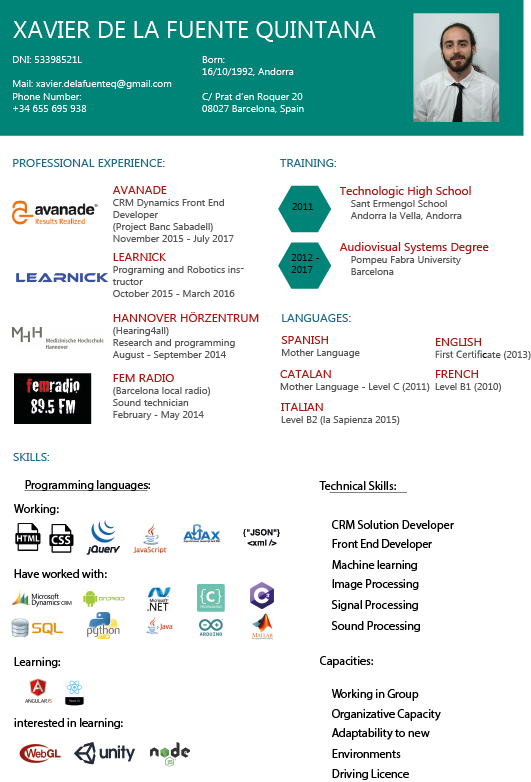 XAVIER DE LA FUENTE QUINTANA
DNI: 53398521L
Mail: xavier.delafuenteq@gmail.com
Phone Number:
+34 655 695 938
Born:
16/10/1992, Andorra
C/ Prat d'en Roquer 20
08027 Barcelona, Spain
PROFESSIONAL EXPERIENCE:
avanade®
Results Realized
AVANADE
CRM Dynamics Front End
Developer
(Project Banc Sabadell)
November 2015 - July 2017
LEARNICK
LEARNICK
Programing and Robotics ins-
tructor
October 2015 - March 2016
MHH Medizinische Hochschule
Hannover
HANNOVER HÖRZENTRUM
(Hearing4all)
Research and programming
August - September 2014
femradio
89.5 FM
FEM RADIO
(Barcelona local radio)
Sound technician
February - May 2014
TRAINING:
2011
Technologic High School
Sant Ermengol School
Andorra la Vella, Andorra
2012 -
2017
Audiovisual Systems Degree
Pompeu Fabra University
Barcelona
LANGUAGES:
SPANISH
Mother Language
ENGLISH
First Certificate (2013)
CATALAN
Mother Language - Level C (2011)
FRENCH
Level B1 (2010)
ITALIAN
Level B2 (la Sapienza 2015)
SKILLS:
Programming languages:
Working:
HTML
CSS
jQuery
JavaScript
AJAX
{"JSON"}
<xml />
Have worked with:
Microsoft
Dynamics CRM
ANDROID
Microsoft
.NET
{C}
PROGRAMMING
C#
SQL
python
Java
ARDUINO
MATLAB
Learning:
A
ANGULARJS
React JS
interested in learning:
WebGL
unity
node
JS
Technical Skills:
CRM Solution Developer
Front End Developer
Machine learning
Image Processing
Signal Processing
Sound Processing
Capacities:
Working in Group
Organizative Capacity
Adaptability to new
Environments
Driving Licence